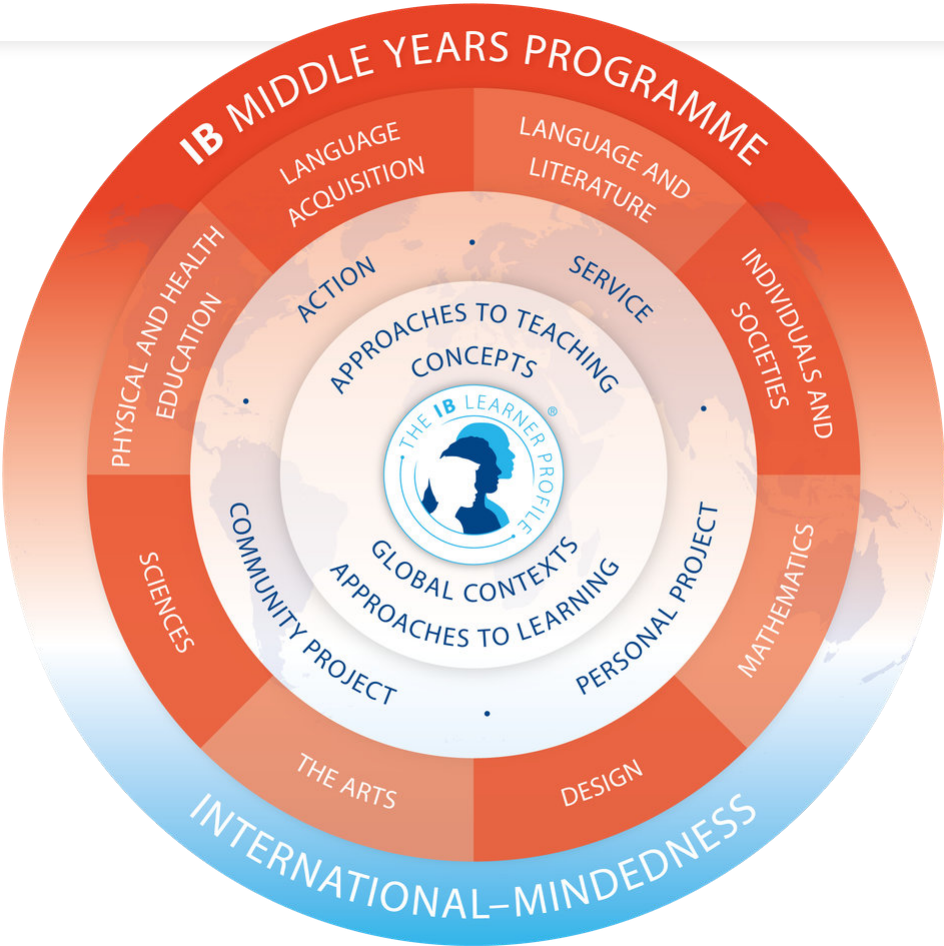 IB MIDDLE YEARS PROGRAMME
LANGUAGE
ACQUISITION
LANGUAGE AND
LITERATURE
PHYSICAL AND HEALTH
EDUCATION
INDIVIDUALS AND
SOCIETIES
SCIENCES
MATHEMATICS
THE ARTS
DESIGN
ACTION
SERVICE
COMMUNITY PROJECT
PERSONAL PROJECT
APPROACHES TO TEACHING
CONCEPTS
THE IB LEARNER PROFILE
®
GLOBAL CONTEXTS
APPROACHES TO LEARNING
INTERNATIONAL–MINDEDNESS